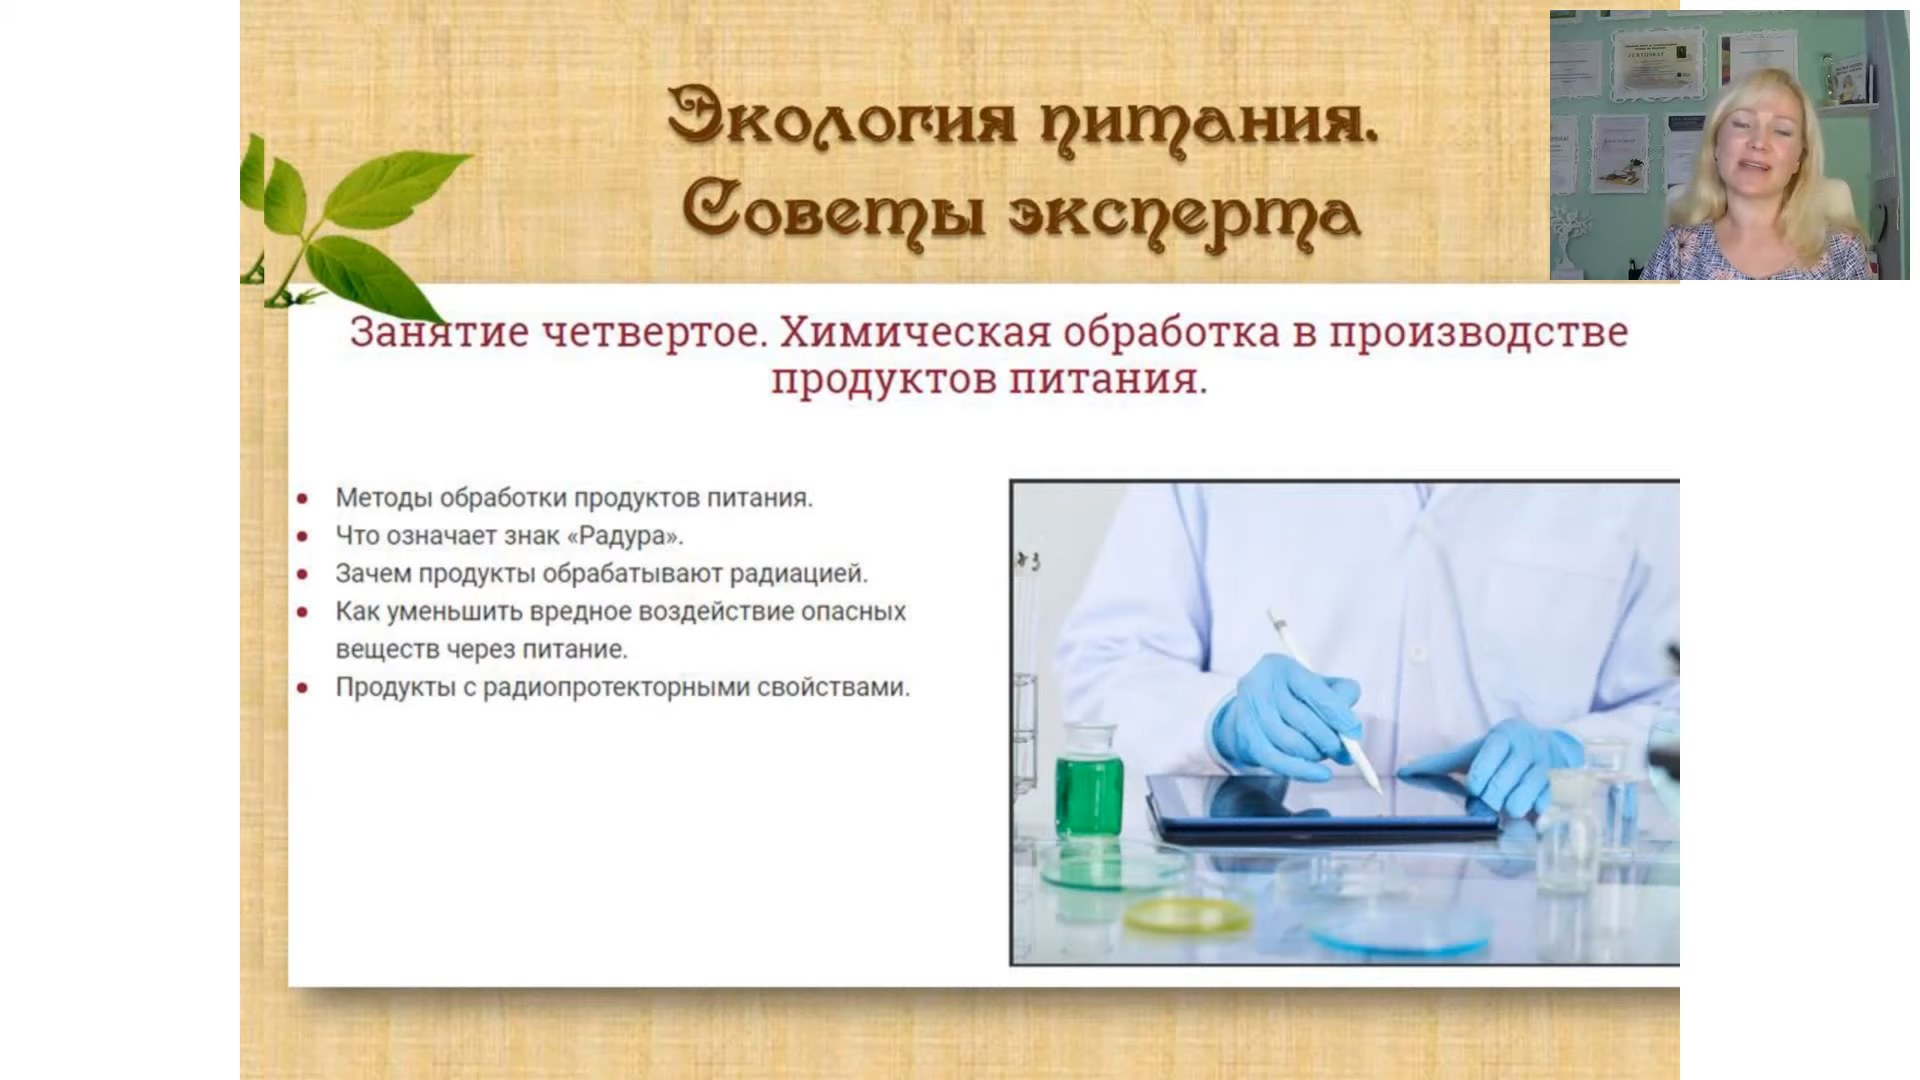 Экология питания.
Советы эксперта
Занятие четвертое. Химическая обработка в производстве
продуктов питания.
Методы обработки продуктов питания.
Что означает знак «Радура».
Зачем продукты обрабатывают радиацией.
Как уменьшить вредное воздействие опасных
веществ через питание.
Продукты с радиопротекторными свойствами.